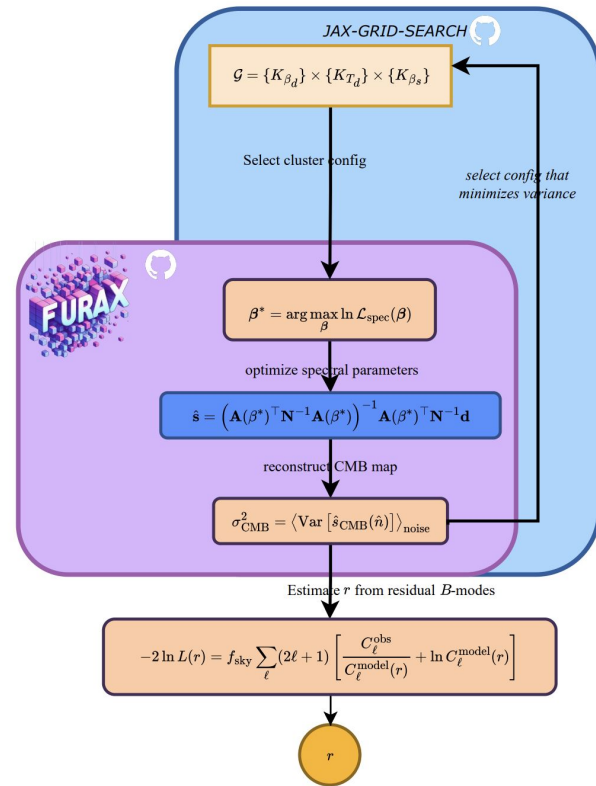 JAX-GRID-SEARCH
𝒢 = {K_{β_d}} × {K_{T_d}} × {K_{β_s}}
Select cluster config
select config that
minimizes variance
FURAX
β* = arg max_β ln ℒ_spec(β)
optimize spectral parameters
ŝ = (A(β*)^⊤ N^{-1} A(β*))^{-1} A(β*)^⊤ N^{-1} d
reconstruct CMB map
σ²_CMB = ⟨Var [ŝ_CMB(n̂)]⟩_noise
Estimate r from residual B-modes
−2 ln L(r) = f_sky ∑_ℓ (2ℓ + 1) [C_ℓ^obs / C_ℓ^model(r) + ln C_ℓ^model(r)]
r